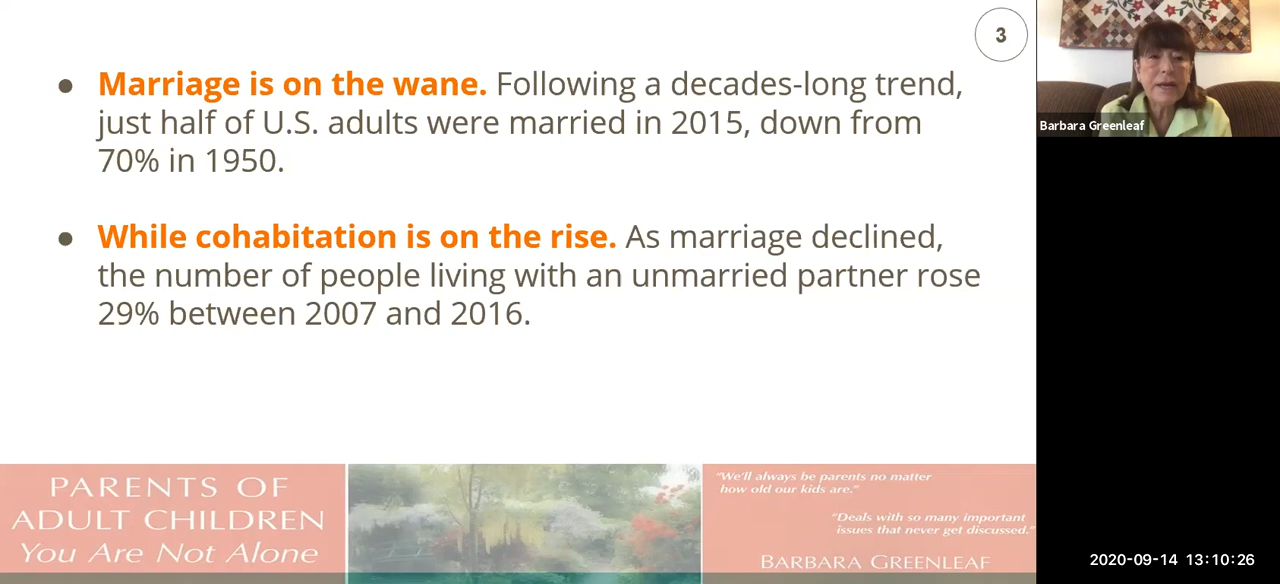 3
● Marriage is on the wane. Following a decades-long trend,
just half of U.S. adults were married in 2015, down from
70% in 1950.
● While cohabitation is on the rise. As marriage declined,
the number of people living with an unmarried partner rose
29% between 2007 and 2016.
PARENTS OF
ADULT CHILDREN
You Are Not Alone
"We'll always be parents no matter
how old our kids are."
"Deals with so many important
issues that never get discussed."
BARBARA GREENLEAF
Barbara Greenleaf
2020-09-14 13:10:26